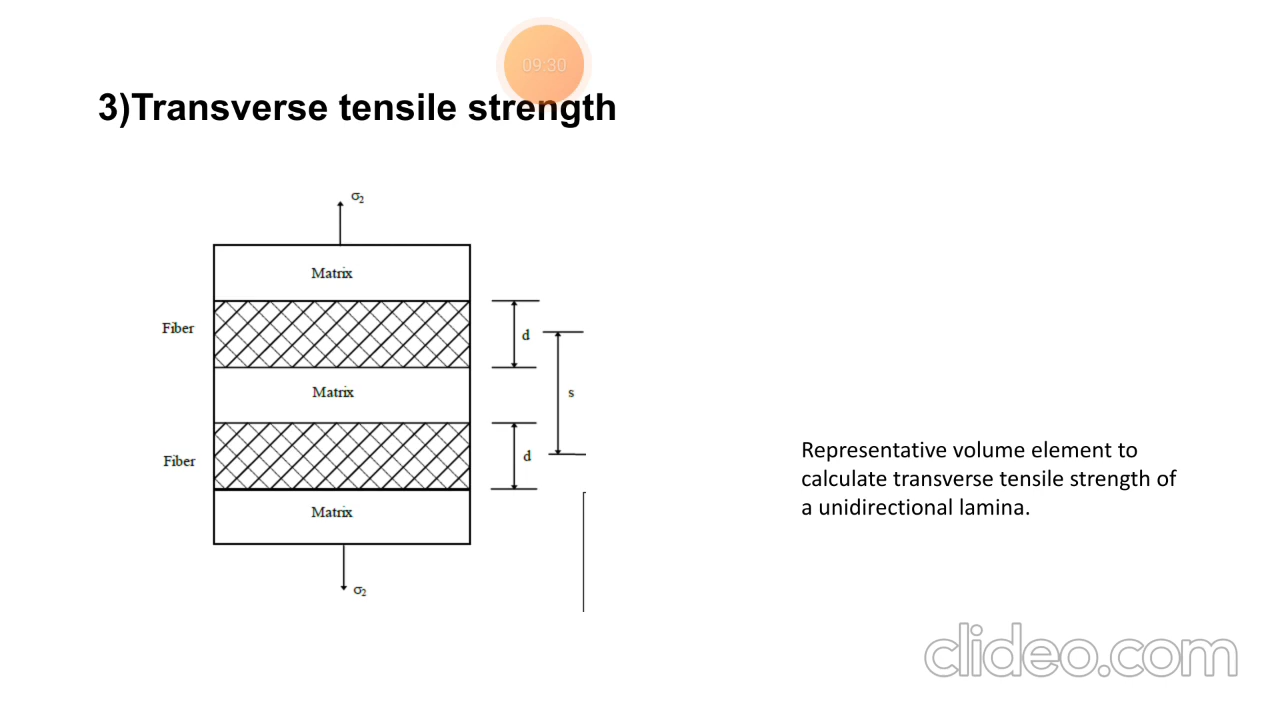 09:30
3)Transverse tensile strength
σ2
Matrix
Fiber
d
s
Matrix
Fiber
d
Matrix
σ2
Representative volume element to
calculate transverse tensile strength of
a unidirectional lamina.
clideo.com